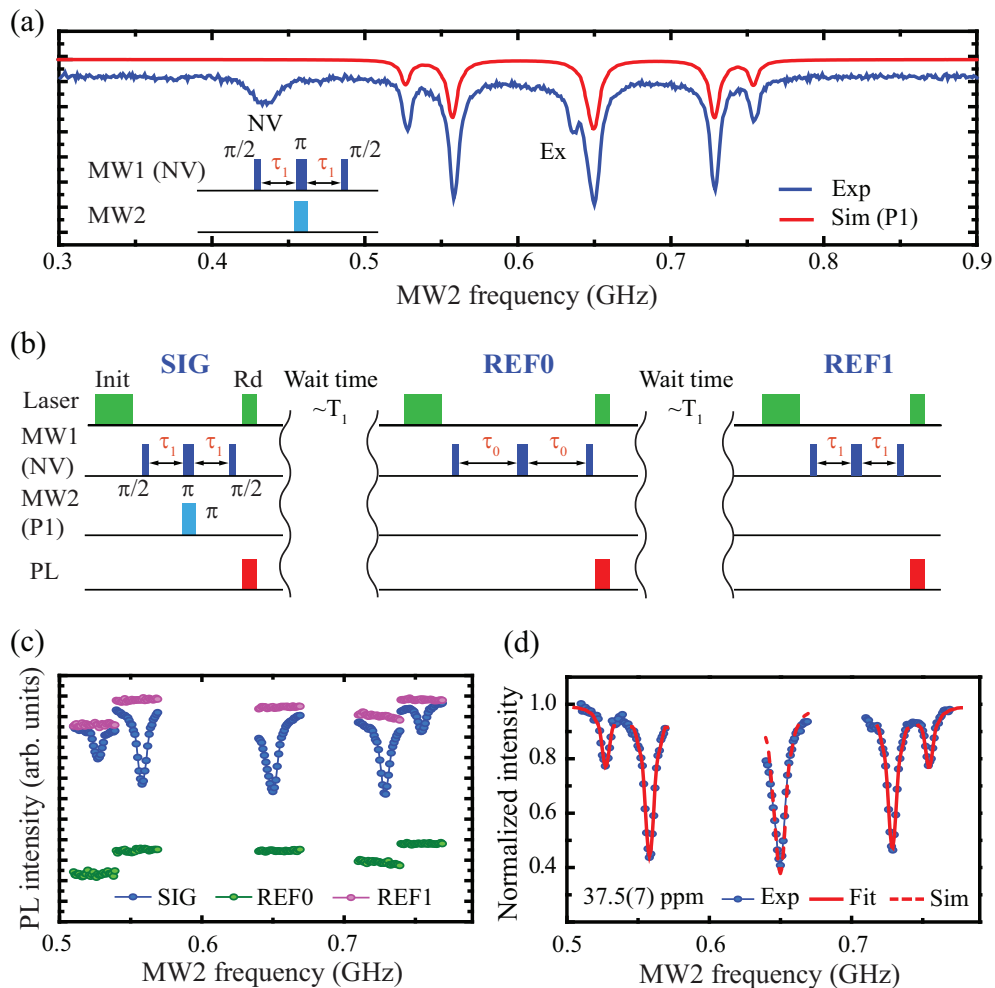 (a)
NV
Ex
π/2 π π/2
τ1 τ1
MW1 (NV)
MW2
Exp
Sim (P1)
0.3 0.4 0.5 0.6 0.7 0.8 0.9
MW2 frequency (GHz)
(b)
SIG REF0 REF1
Init Rd Wait time Wait time
~T1 ~T1
Laser
MW1
(NV)
τ1 τ1 τ0 τ0 τ1 τ1
π/2 π π/2
MW2
(P1)
π
PL
(c)
PL intensity (arb. units)
SIG REF0 REF1
0.5 0.6 0.7
MW2 frequency (GHz)
(d)
Normalized intensity
1.0
0.8
0.6
0.4
37.5(7) ppm Exp Fit Sim
0.5 0.6 0.7
MW2 frequency (GHz)